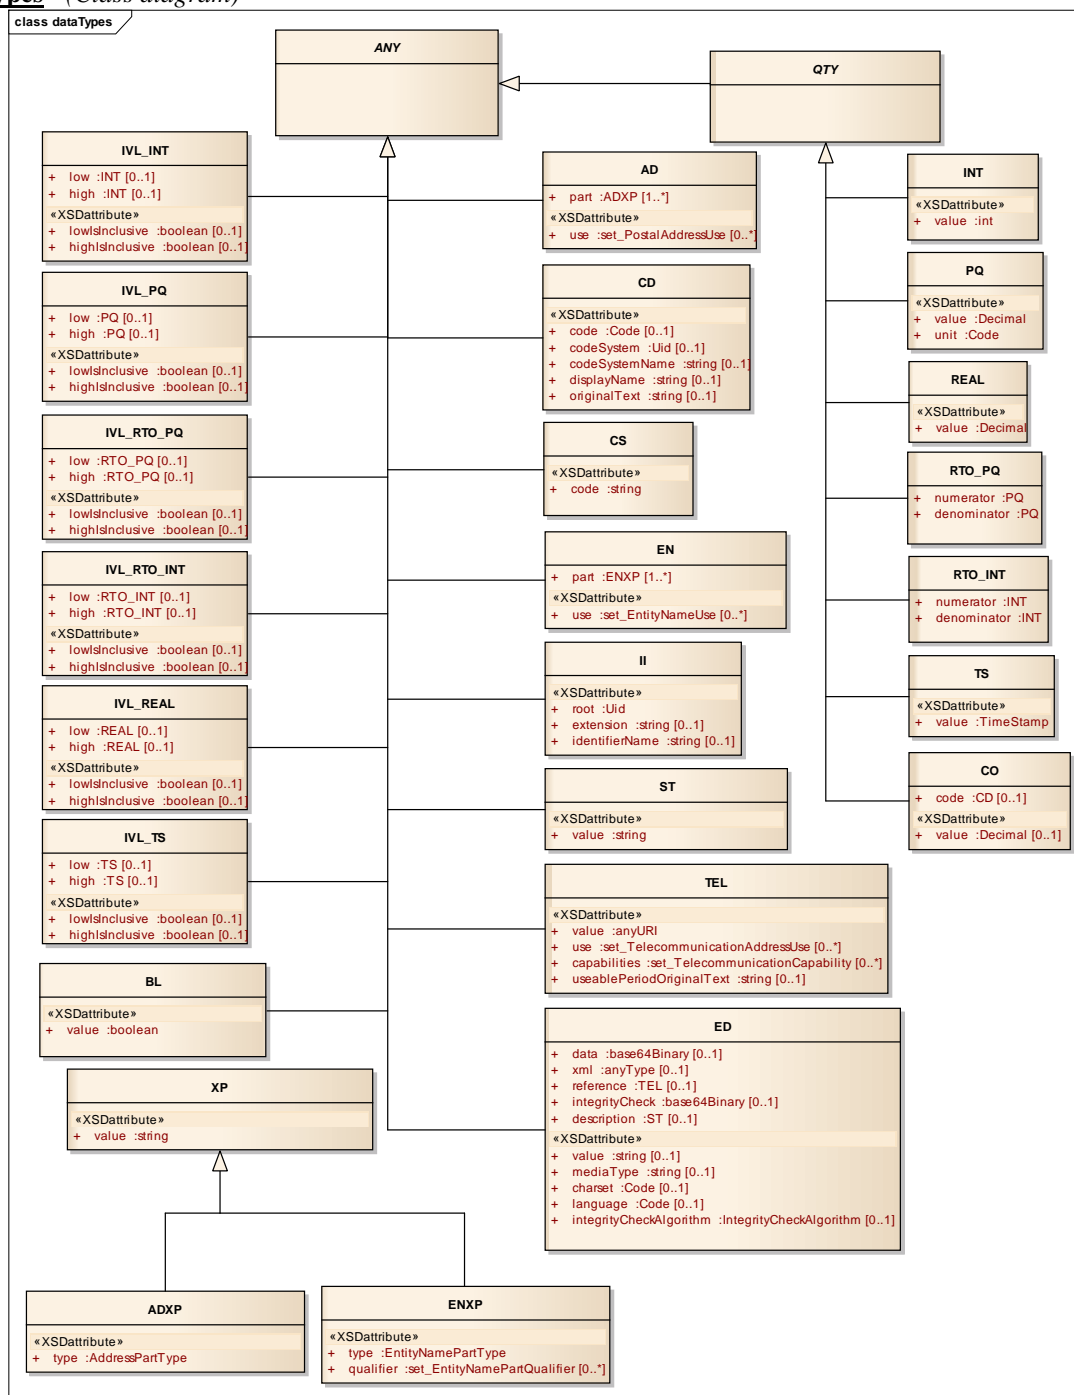 Types (Class diagram)
class dataTypes
ANY
QTY
IVL_INT
+ low :INT [0..1]
+ high :INT [0..1]
«XSDattribute»
+ lowIsInclusive :boolean [0..1]
+ highIsInclusive :boolean [0..1]
IVL_PQ
+ low :PQ [0..1]
+ high :PQ [0..1]
«XSDattribute»
+ lowIsInclusive :boolean [0..1]
+ highIsInclusive :boolean [0..1]
IVL_RTO_PQ
+ low :RTO_PQ [0..1]
+ high :RTO_PQ [0..1]
«XSDattribute»
+ lowIsInclusive :boolean [0..1]
+ highIsInclusive :boolean [0..1]
IVL_RTO_INT
+ low :RTO_INT [0..1]
+ high :RTO_INT [0..1]
«XSDattribute»
+ lowIsInclusive :boolean [0..1]
+ highIsInclusive :boolean [0..1]
IVL_REAL
+ low :REAL [0..1]
+ high :REAL [0..1]
«XSDattribute»
+ lowIsInclusive :boolean [0..1]
+ highIsInclusive :boolean [0..1]
IVL_TS
+ low :TS [0..1]
+ high :TS [0..1]
«XSDattribute»
+ lowIsInclusive :boolean [0..1]
+ highIsInclusive :boolean [0..1]
BL
«XSDattribute»
+ value :boolean
XP
«XSDattribute»
+ value :string
ADXP
«XSDattribute»
+ type :AddressPartType
ENXP
«XSDattribute»
+ type :EntityNamePartType
+ qualifier :set_EntityNamePartQualifier [0..*]
AD
+ part :ADXP [1..*]
«XSDattribute»
+ use :set_PostalAddressUse [0..*]
CD
«XSDattribute»
+ code :Code [0..1]
+ codeSystem :Uid [0..1]
+ codeSystemName :string [0..1]
+ displayName :string [0..1]
+ originalText :string [0..1]
CS
«XSDattribute»
+ code :string
EN
+ part :ENXP [1..*]
«XSDattribute»
+ use :set_EntityNameUse [0..*]
II
«XSDattribute»
+ root :Uid
+ extension :string [0..1]
+ identifierName :string [0..1]
ST
«XSDattribute»
+ value :string
TEL
«XSDattribute»
+ value :anyURI
+ use :set_TelecommunicationAddressUse [0..*]
+ capabilities :set_TelecommunicationCapability [0..*]
+ useablePeriodOriginalText :string [0..1]
ED
+ data :base64Binary [0..1]
+ xml :anyType [0..1]
+ reference :TEL [0..1]
+ integrityCheck :base64Binary [0..1]
+ description :ST [0..1]
«XSDattribute»
+ value :string [0..1]
+ mediaType :string [0..1]
+ charset :Code [0..1]
+ language :Code [0..1]
+ integrityCheckAlgorithm :IntegrityCheckAlgorithm [0..1]
INT
«XSDattribute»
+ value :int
PQ
«XSDattribute»
+ value :Decimal
+ unit :Code
REAL
«XSDattribute»
+ value :Decimal
RTO_PQ
+ numerator :PQ
+ denominator :PQ
RTO_INT
+ numerator :INT
+ denominator :INT
TS
«XSDattribute»
+ value :TimeStamp
CO
+ code :CD [0..1]
«XSDattribute»
+ value :Decimal [0..1]